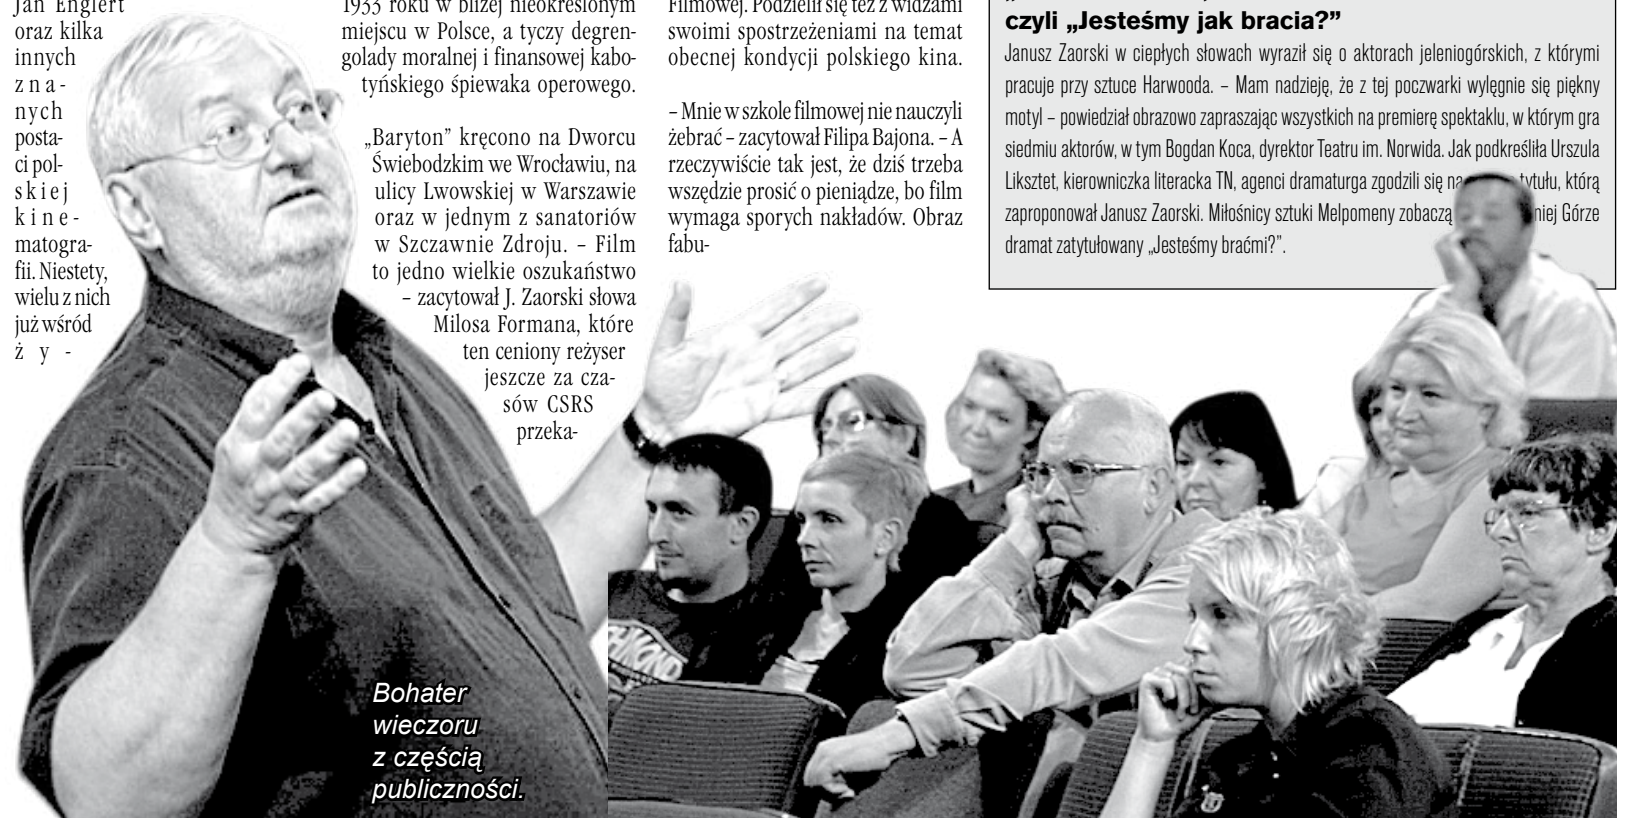 Jan Englert
oraz kilka
innych
zna-
nych
posta-
ci pol-
skiej
kine-
matogra-
fii. Niestety,
wielu z nich
już wśród
ży-
1933 roku w bliżej nieokreślonym
miejscu w Polsce, a tyczy degren-
golady moralnej i finansowej kabo-
tyńskiego śpiewaka operowego.
„Baryton” kręcono na Dworcu
Świebodzkim we Wrocławiu, na
ulicy Lwowskiej w Warszawie
oraz w jednym z sanatoriów
w Szczawnie Zdroju. – Film
to jedno wielkie oszukaństwo
– zacytował J. Zaorski słowa
Milosa Formana, które
ten ceniony reżyser
jeszcze za cza-
sów CSRS
przeka-
Filmowej. Podzielił się też z widzami
swoimi spostrzeżeniami na temat
obecnej kondycji polskiego kina.
– Mnie w szkole filmowej nie nauczyli
żebrać – zacytował Filipa Bajona. – A
rzeczywiście tak jest, że dziś trzeba
wszędzie prosić o pieniądze, bo film
wymaga sporych nakładów. Obraz
fabu-
czyli „Jesteśmy jak bracia?”
Janusz Zaorski w ciepłych słowach wyraził się o aktorach jeleniogórskich, z którymi
pracuje przy sztuce Harwooda. – Mam nadzieję, że z tej poczwarki wylęgnie się piękny
motyl – powiedział obrazowo zapraszając wszystkich na premierę spektaklu, w którym gra
siedmiu aktorów, w tym Bogdan Koca, dyrektor Teatru im. Norwida. Jak podkreśliła Urszula
Liksztet, kierowniczka literacka TN, agenci dramaturga zgodzili się na tytułu, którą
zaproponował Janusz Zaorski. Miłośnicy sztuki Melpomeny zobaczą niej Górze
dramat zatytułowany „Jesteśmy braćmi?”.
Bohater
wieczoru
z częścią
publiczności.